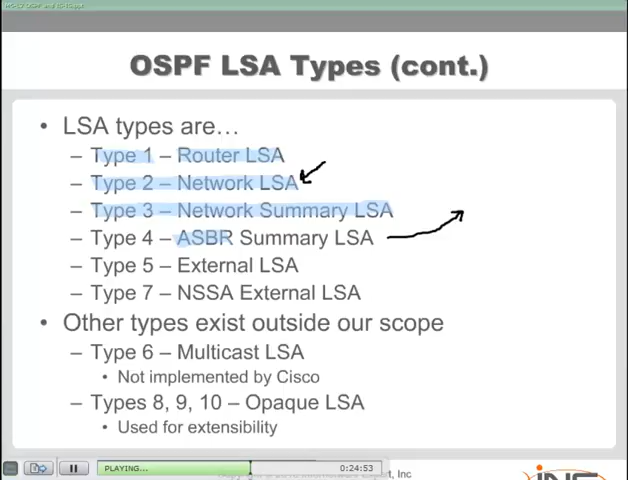 OSPF LSA Types (cont.)
• LSA types are…
– Type 1 – Router LSA
– Type 2 – Network LSA
– Type 3 – Network Summary LSA
– Type 4 – ASBR Summary LSA
– Type 5 – External LSA
– Type 7 – NSSA External LSA
• Other types exist outside our scope
– Type 6 – Multicast LSA
• Not implemented by Cisco
– Types 8, 9, 10 – Opaque LSA
• Used for extensibility
PLAYING... 0:24:53
Inc